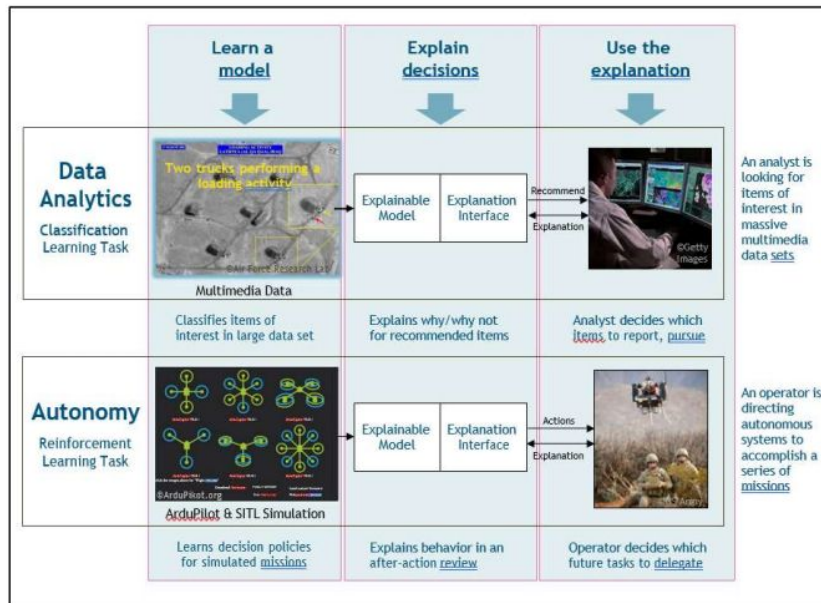 Learn a
model
Explain
decisions
Use the
explanation
Data
Analytics
Classification
Learning Task
Two trucks performing a
loading activity
©Air Force Research Lab
Multimedia Data
Explainable
Model
Explanation
Interface
Recommend
Explanation
©Getty
Images
An analyst is
looking for
items of
interest in
massive
multimedia
data sets
Classifies items of
interest in large data set
Explains why/why not
for recommended items
Analyst decides which
items to report, pursue
Autonomy
Reinforcement
Learning Task
©ArduPikot.org
ArduPilot & SITL Simulation
Explainable
Model
Explanation
Interface
Actions
Explanation
Army
An operator is
directing
autonomous
systems to
accomplish a
series of
missions
Learns decision policies
for simulated missions
Explains behavior in an
after-action review
Operator decides which
future tasks to delegate